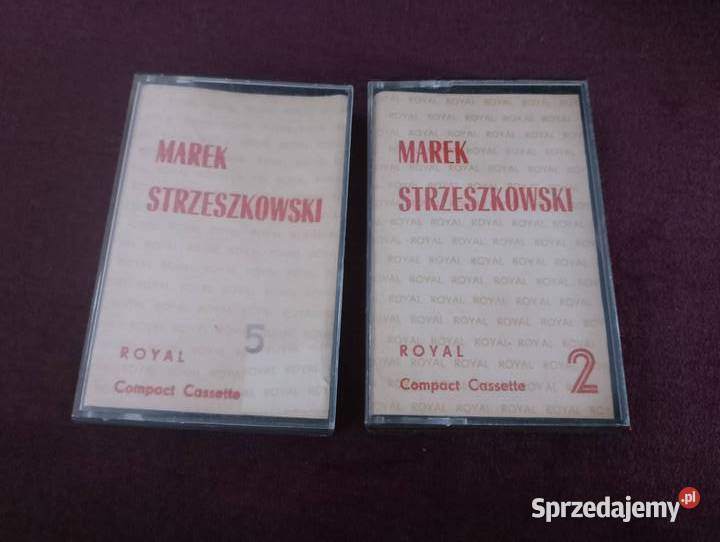 MAREK
STRZESZKOWSKI
5
ROYAL
Compact Cassette
MAREK
STRZESZKOWSKI
ROYAL
Compact Cassette
2
Sprzedajemy.pl